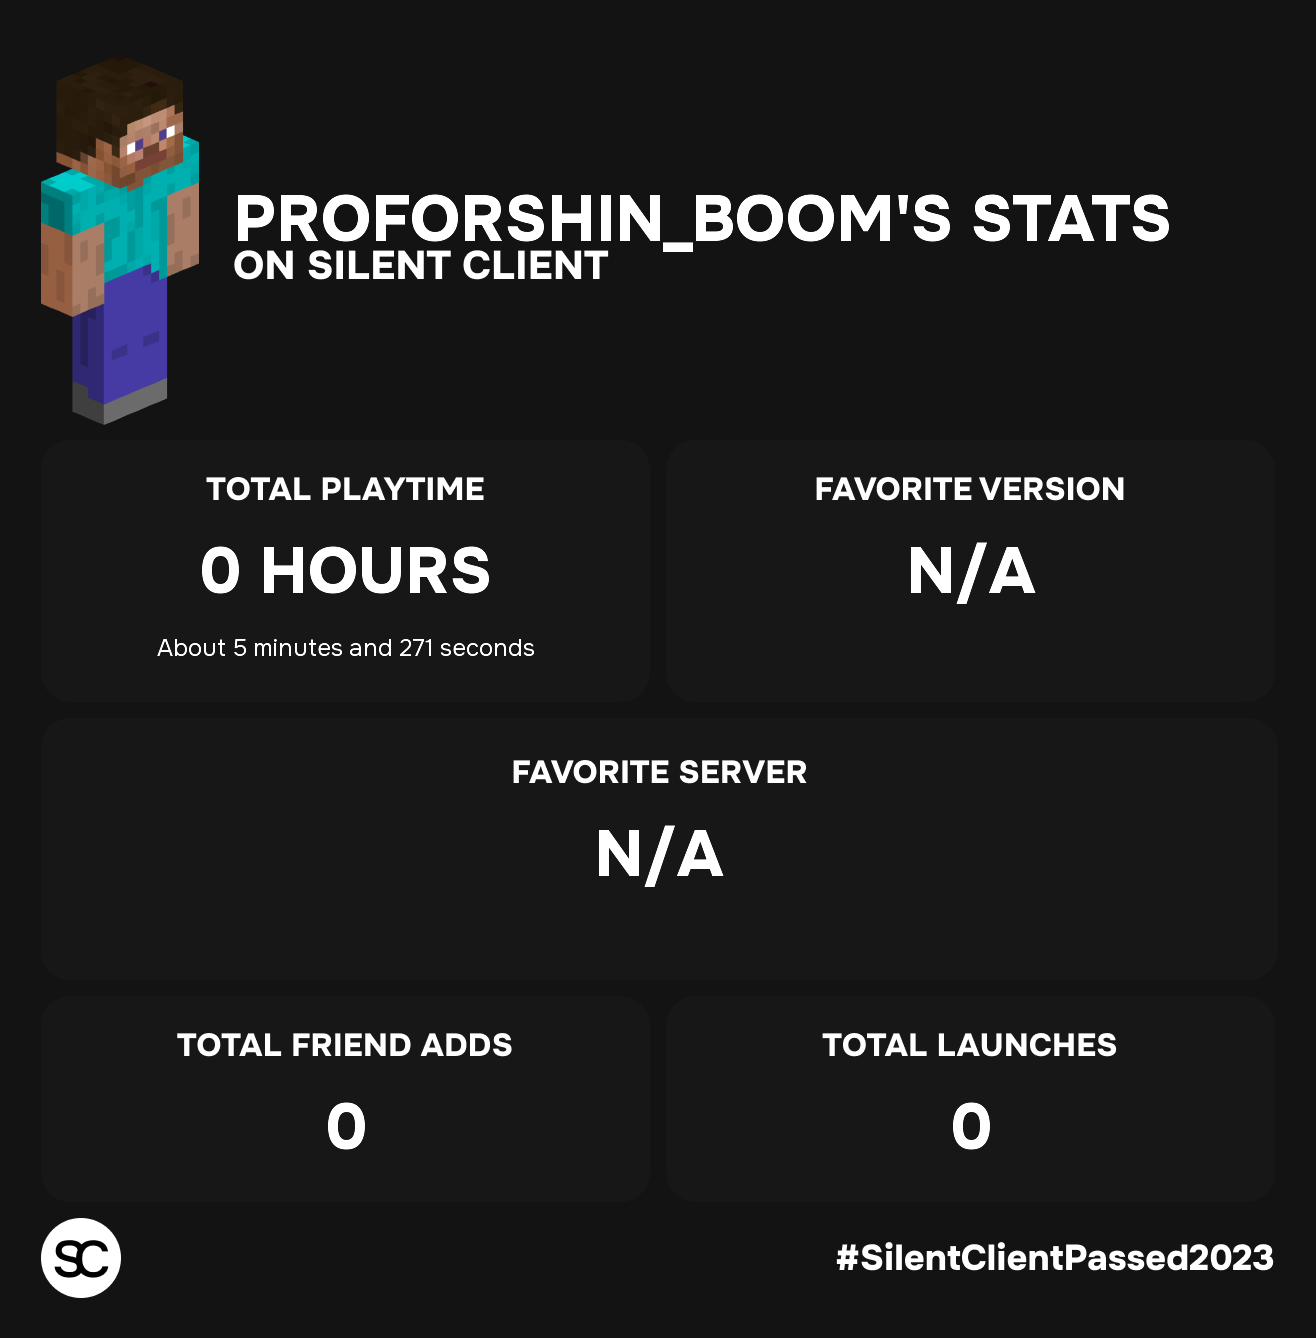 PROFORSHIN_BOOM'S STATS
ON SILENT CLIENT
TOTAL PLAYTIME
0 HOURS
About 5 minutes and 271 seconds
FAVORITE VERSION
N/A
FAVORITE SERVER
N/A
TOTAL FRIEND ADDS
0
TOTAL LAUNCHES
0
SC
#SilentClientPassed2023